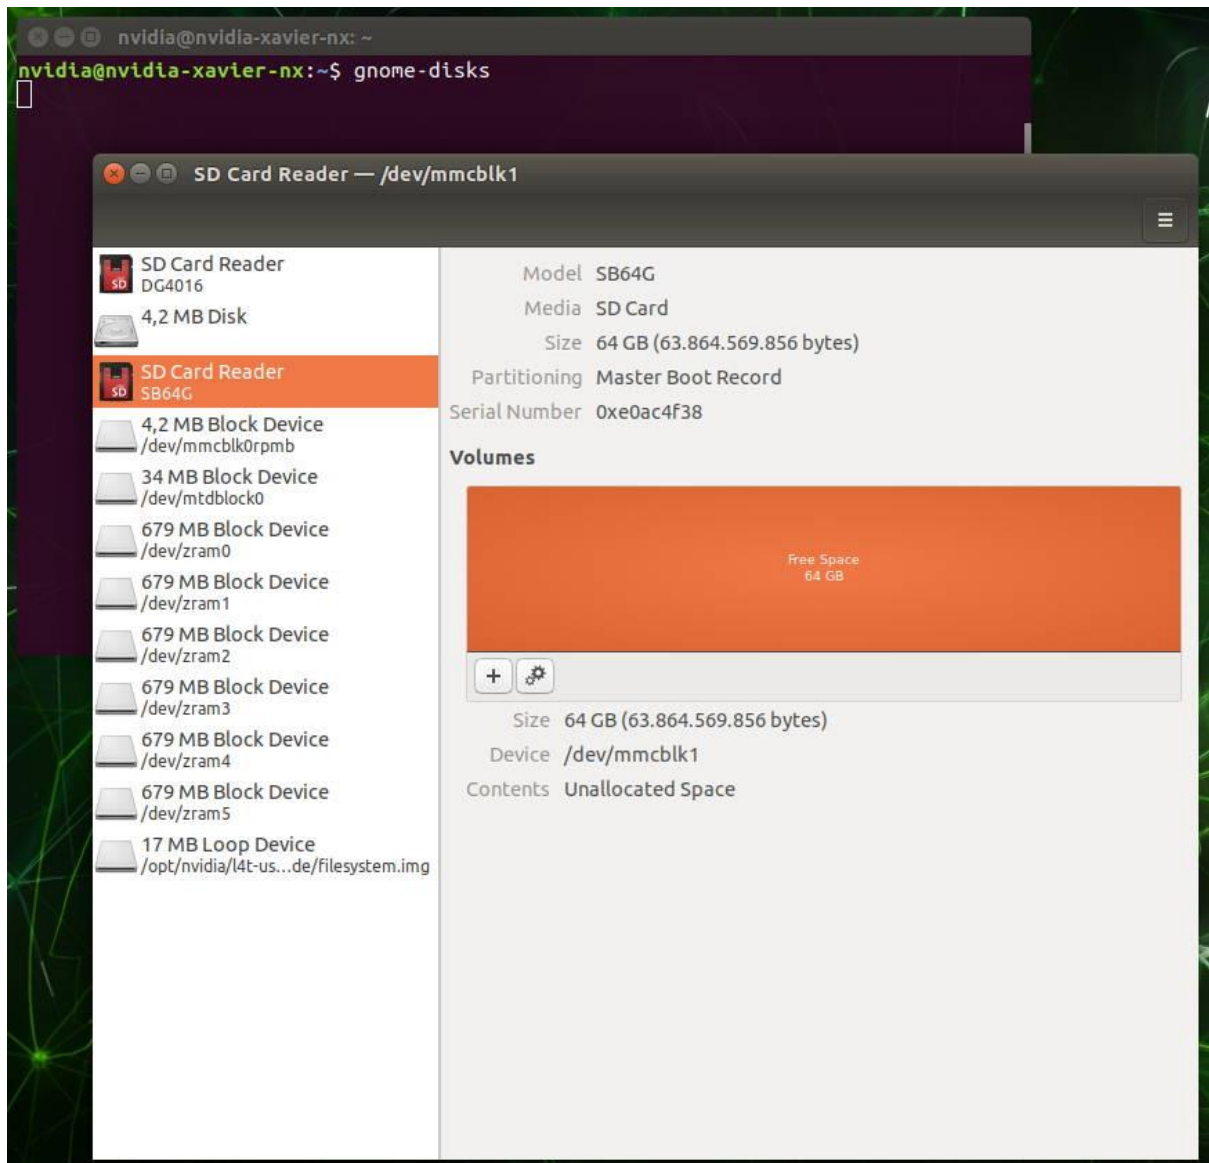 nvidia@nvidia-xavier-nx: ~
nvidia@nvidia-xavier-nx:~$ gnome-disks
SD Card Reader — /dev/mmcblk1
SD Card Reader
DG4016
4,2 MB Disk
SD Card Reader
SB64G
4,2 MB Block Device
/dev/mmcblk0rpmb
34 MB Block Device
/dev/mtdblock0
679 MB Block Device
/dev/zram0
679 MB Block Device
/dev/zram1
679 MB Block Device
/dev/zram2
679 MB Block Device
/dev/zram3
679 MB Block Device
/dev/zram4
679 MB Block Device
/dev/zram5
17 MB Loop Device
/opt/nvidia/l4t-us...de/filesystem.img
Model SB64G
Media SD Card
Size 64 GB (63.864.569.856 bytes)
Partitioning Master Boot Record
Serial Number 0xe0ac4f38
Volumes
Free Space
64 GB
Size 64 GB (63.864.569.856 bytes)
Device /dev/mmcblk1
Contents Unallocated Space